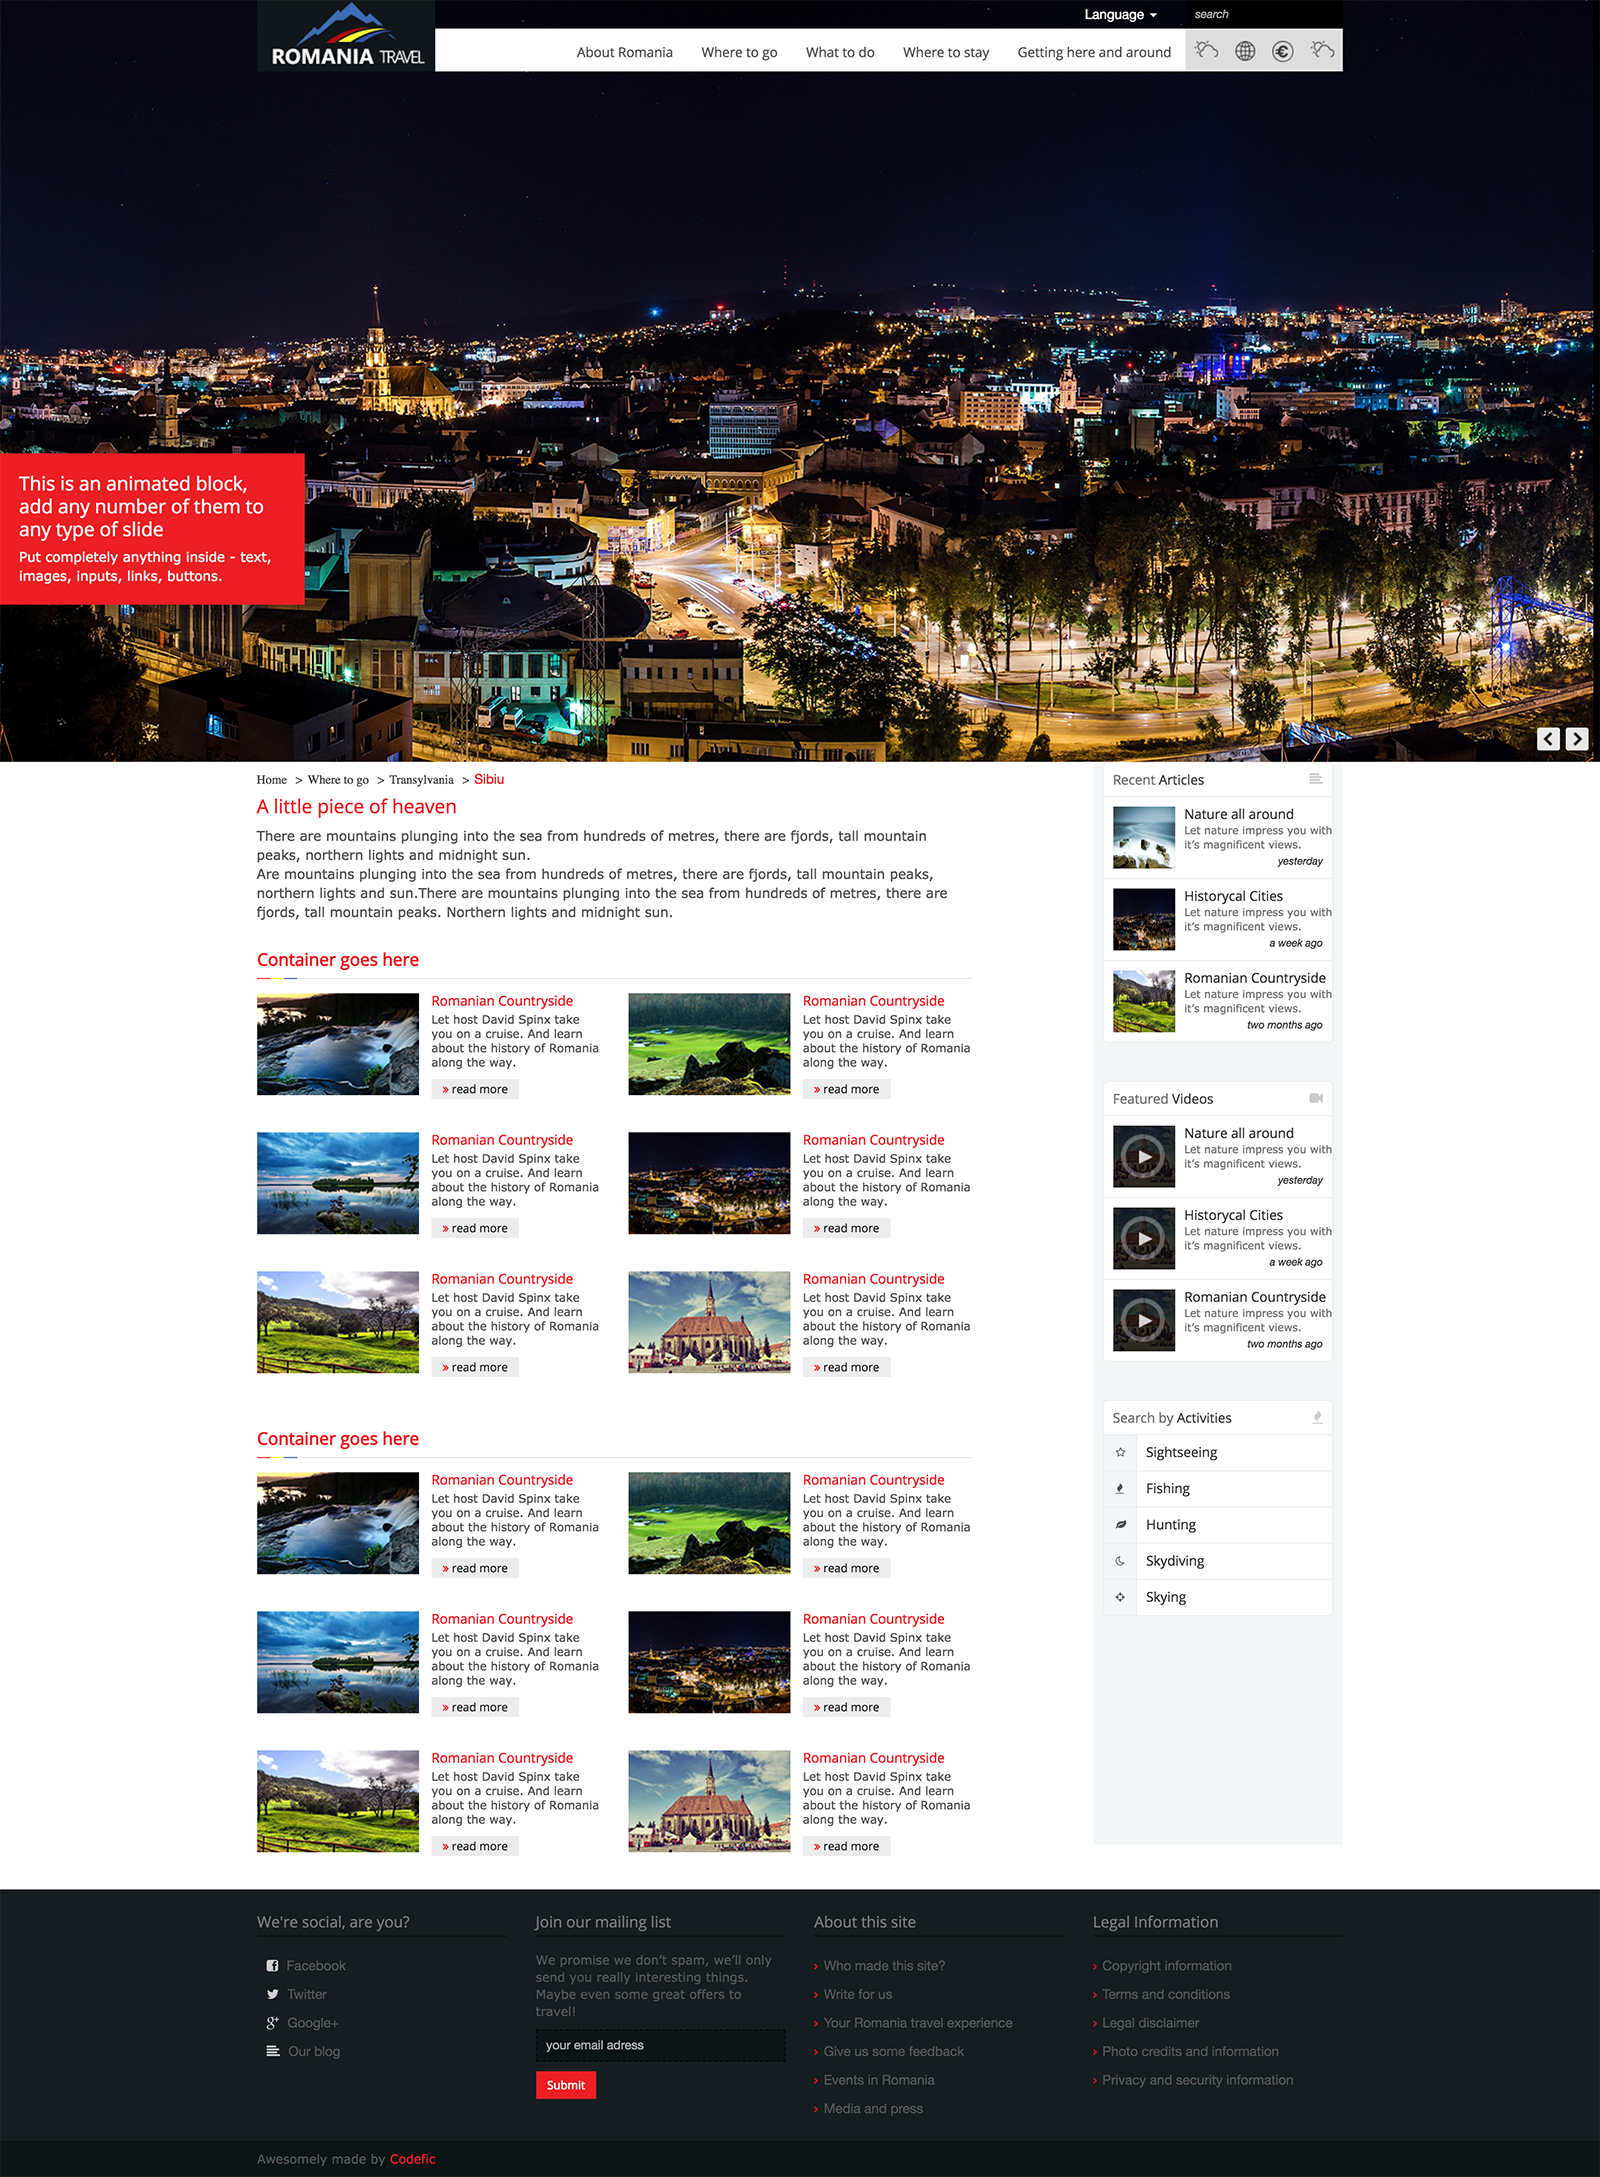 Language
search
ROMANIA TRAVEL
About Romania
Where to go
What to do
Where to stay
Getting here and around
This is an animated block,
add any number of them to
any type of slide
Put completely anything inside - text,
images, inputs, links, buttons.
Home > Where to go > Transylvania > Sibiu
A little piece of heaven
There are mountains plunging into the sea from hundreds of metres, there are fjords, tall mountain
peaks, northern lights and midnight sun.
Are mountains plunging into the sea from hundreds of metres, there are fjords, tall mountain peaks,
northern lights and sun.There are mountains plunging into the sea from hundreds of metres, there are
fjords, tall mountain peaks. Northern lights and midnight sun.
Container goes here
Romanian Countryside
Let host David Spinx take
you on a cruise. And learn
about the history of Romania
along the way.
» read more
Romanian Countryside
Let host David Spinx take
you on a cruise. And learn
about the history of Romania
along the way.
» read more
Romanian Countryside
Let host David Spinx take
you on a cruise. And learn
about the history of Romania
along the way.
» read more
Romanian Countryside
Let host David Spinx take
you on a cruise. And learn
about the history of Romania
along the way.
» read more
Romanian Countryside
Let host David Spinx take
you on a cruise. And learn
about the history of Romania
along the way.
» read more
Romanian Countryside
Let host David Spinx take
you on a cruise. And learn
about the history of Romania
along the way.
» read more
Container goes here
Romanian Countryside
Let host David Spinx take
you on a cruise. And learn
about the history of Romania
along the way.
» read more
Romanian Countryside
Let host David Spinx take
you on a cruise. And learn
about the history of Romania
along the way.
» read more
Romanian Countryside
Let host David Spinx take
you on a cruise. And learn
about the history of Romania
along the way.
» read more
Romanian Countryside
Let host David Spinx take
you on a cruise. And learn
about the history of Romania
along the way.
» read more
Romanian Countryside
Let host David Spinx take
you on a cruise. And learn
about the history of Romania
along the way.
» read more
Romanian Countryside
Let host David Spinx take
you on a cruise. And learn
about the history of Romania
along the way.
» read more
Recent Articles
Nature all around
Let nature impress you with
it's magnificent views.
yesterday
Historycal Cities
Let nature impress you with
it's magnificent views.
a week ago
Romanian Countryside
Let nature impress you with
it's magnificent views.
two months ago
Featured Videos
Nature all around
Let nature impress you with
it's magnificent views.
yesterday
Historycal Cities
Let nature impress you with
it's magnificent views.
a week ago
Romanian Countryside
Let nature impress you with
it's magnificent views.
two months ago
Search by Activities
Sightseeing
Fishing
Hunting
Skydiving
Skying
We're social, are you?
Facebook
Twitter
Google+
Our blog
Join our mailing list
We promise we don't spam, we'll only
send you really interesting things.
Maybe even some great offers to
travel!
your email adress
Submit
About this site
› Who made this site?
› Write for us
› Your Romania travel experience
› Give us some feedback
› Events in Romania
› Media and press
Legal Information
› Copyright information
› Terms and conditions
› Legal disclaimer
› Photo credits and information
› Privacy and security information
Awesomely made by Codefic